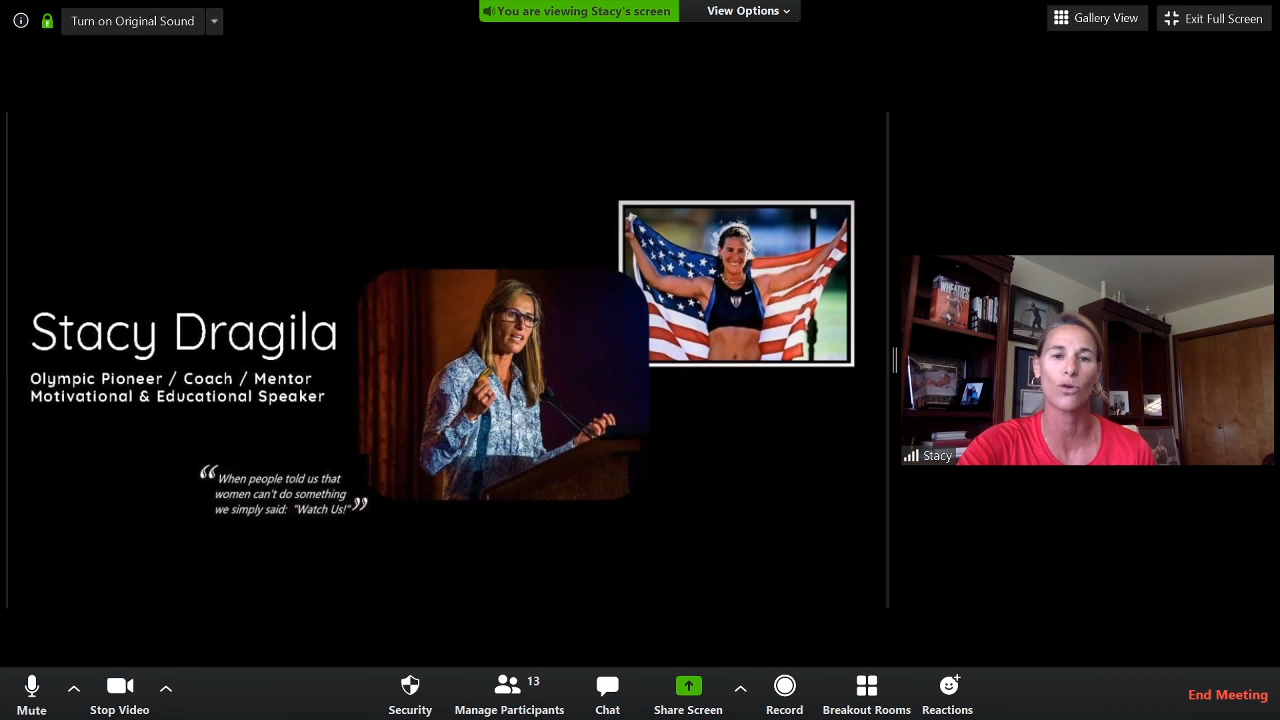 Turn on Original Sound
You are viewing Stacy's screen
View Options
Gallery View
Exit Full Screen
Stacy Dragila
Olympic Pioneer / Coach / Mentor
Motivational & Educational Speaker
“When people told us that
women can't do something
we simply said: "Watch Us!"”
WHEATIES
Stacy
Mute
Stop Video
Security
Manage Participants
13
Chat
Share Screen
Record
Breakout Rooms
Reactions
End Meeting